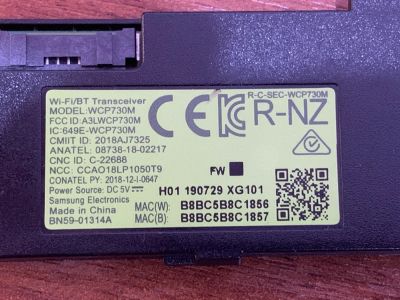 R-C-SEC-WCP730M
Wi-Fi/BT Transceiver
MODEL:WCP730M
FCC ID:A3LWCP730M
IC:649E-WCP730M
CMIIT ID: 2018AJ7325
ANATEL: 08738-18-02217
CNC ID: C-22688
NCC: CCAO18LP1050T9
CONATEL PY: 2018-12-I-0647
Power Source: DC 5V
Samsung Electronics
Made in China
BN59-01314A
CE
R-NZ
FW
H01 190729 XG101
MAC(W): B8BC5B8C1856
MAC(B): B8BC5B8C1857